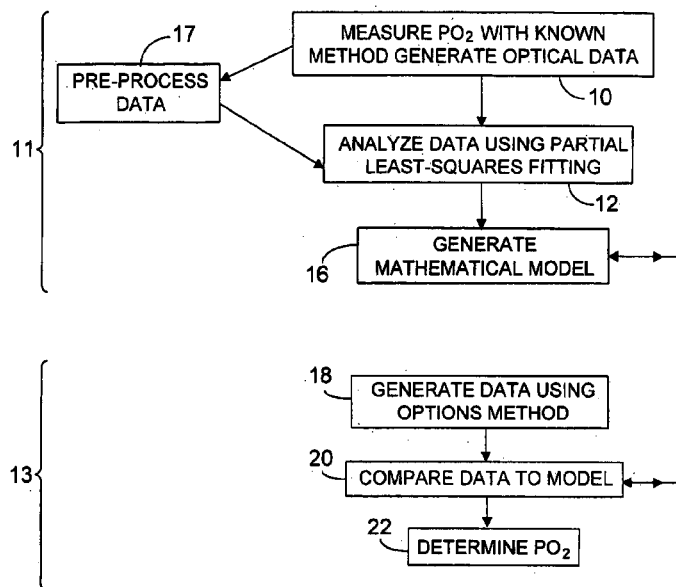 17
MEASURE PO2 WITH KNOWN
METHOD GENERATE OPTICAL DATA
PRE-PROCESS
DATA
10
11
ANALYZE DATA USING PARTIAL
LEAST-SQUARES FITTING
12
GENERATE
MATHEMATICAL MODEL
16
18
GENERATE DATA USING
OPTIONS METHOD
13
20
COMPARE DATA TO MODEL
22
DETERMINE PO2